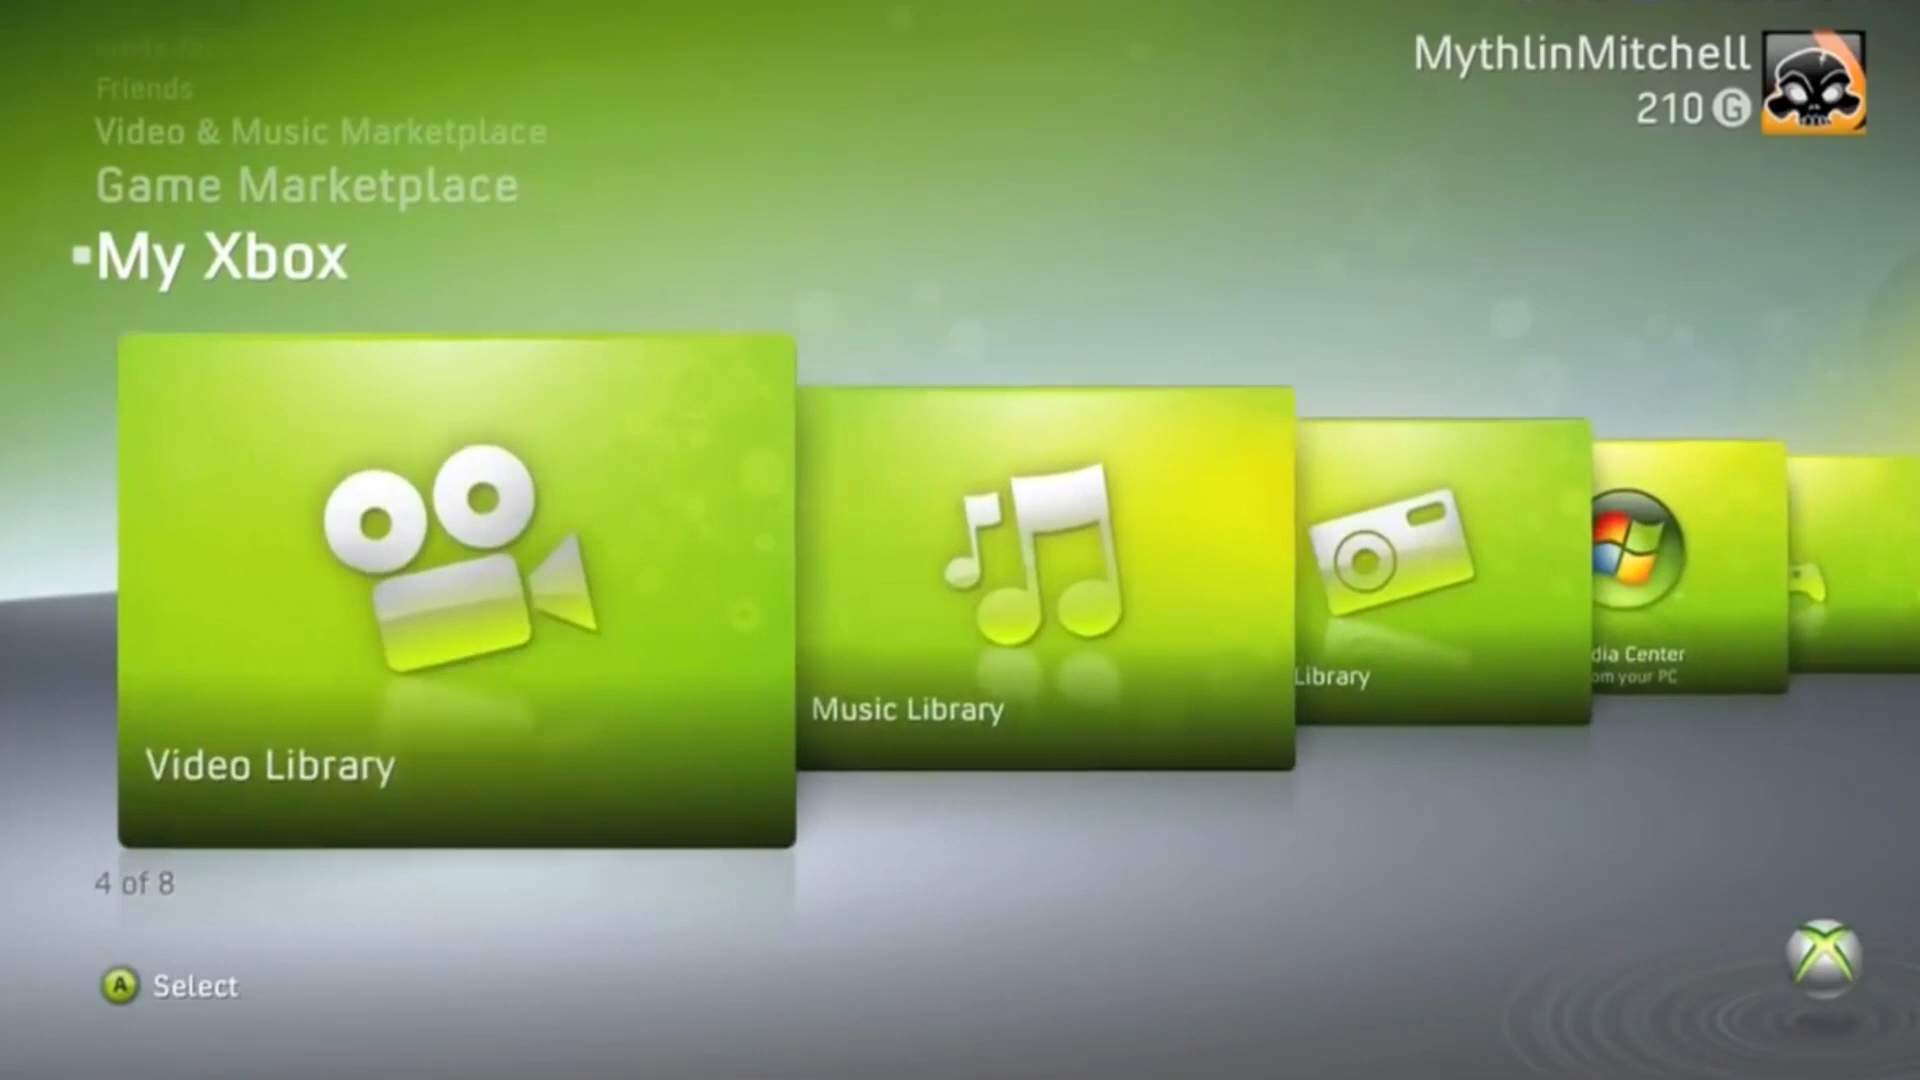 Friends
Video & Music Marketplace
Game Marketplace
My Xbox
MythlinMitchell
210 G
Video Library
Music Library
Library
dia Center
om your PC
4 of 8
A Select